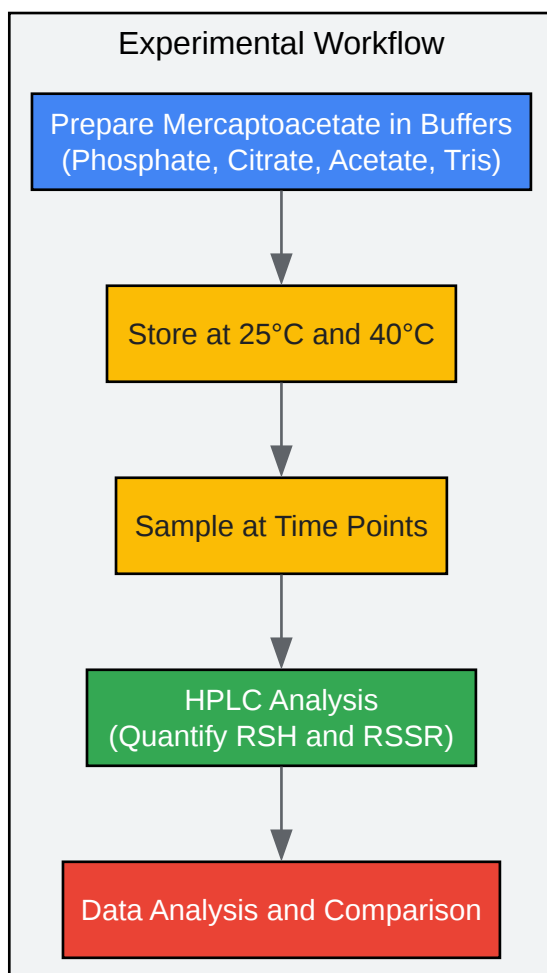 Experimental Workflow
Prepare Mercaptoacetate in Buffers
(Phosphate, Citrate, Acetate, Tris)
Store at 25°C and 40°C
Sample at Time Points
HPLC Analysis
(Quantify RSH and RSSR)
Data Analysis and Comparison